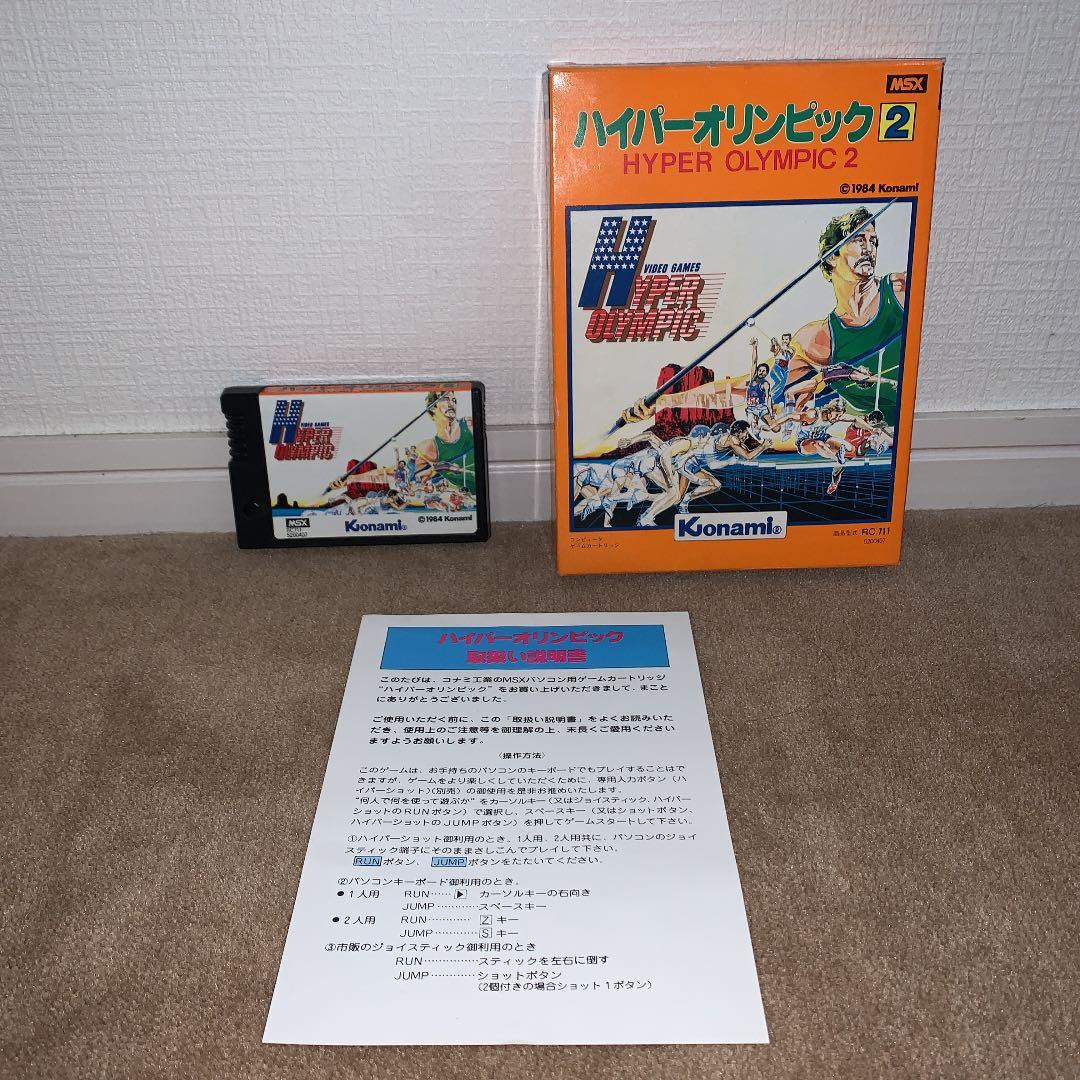 MSX
ハイパーオリンピック 2
HYPER OLYMPIC 2
©1984 Konami
VIDEO GAMES
HYPER
OLYMPIC
Konami®
コンピュータ
ゲームカートリッジ
商品型式 RC 711
5200407
ハイパーオリンピック 2
VIDEO GAMES
HYPER
OLYMPIC
MSX
5200407
Konami®
©1984 Konami
ハイパーオリンピック
取扱い説明書
このたびは、コナミ工業のMSXパソコン用ゲームカートリッジ
“ハイパーオリンピック”をお買い上げいただきまして、まこと
にありがとうございました。
ご使用いただく前に、この「取扱い説明書」をよくお読みいた
だき、使用上のご注意等を御理解の上、末長くご愛用ください
ますようお願いします。
〈操作方法〉
このゲームは、お手持ちのパソコンのキーボードでもプレイすることはで
きますが、ゲームをより楽しくしていただくために、専用入力ボタン(ハ
イパーショット)(別売)の御使用を是非お推めいたします。
“何人で何を使って遊ぶか”をカーソルキー(又はジョイスティック、ハイパー
ショットのRUNボタン)で選択し、スペースキー(又はショットボタン、
ハイパーショットのJUMPボタン)を押してゲームスタートして下さい。
①ハイパーショット御利用のとき。1人用、2人用共に、パソコンのジョイ
スティック端子にそのままさしこんでプレイして下さい。
RUNボタン、 JUMPボタンをたたいてください。
②パソコンキーボード御利用のとき。
●1人用 RUN……▶ カーソルキーの右向き
JUMP…………スペースキー
●2人用 RUN………… Z キー
JUMP………… S キー
③市販のジョイスティック御利用のとき
RUN……………スティックを左右に倒す
JUMP…………ショットボタン
(2個付きの場合ショット1ボタン)